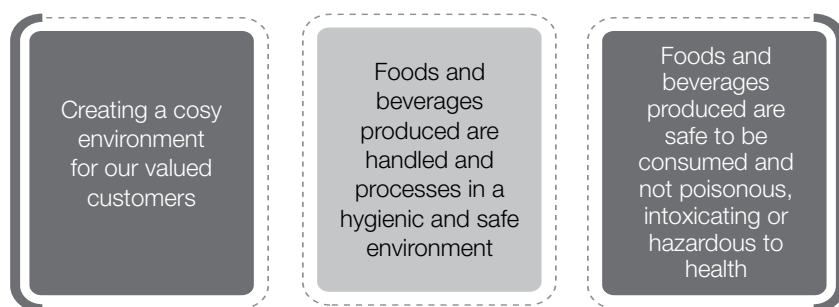 Creating a cosy
environment
for our valued
customers
Foods and
beverages
produced are
handled and
processes in a
hygienic and safe
environment
Foods and
beverages
produced are
safe to be
consumed and
not poisonous,
intoxicating or
hazardous to
health